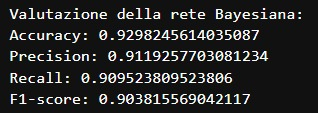 Valutazione della rete Bayesiana:
Accuracy: 0.9298245614035087
Precision: 0.9119257703081234
Recall: 0.909523809523806
F1-score: 0.903815569042117